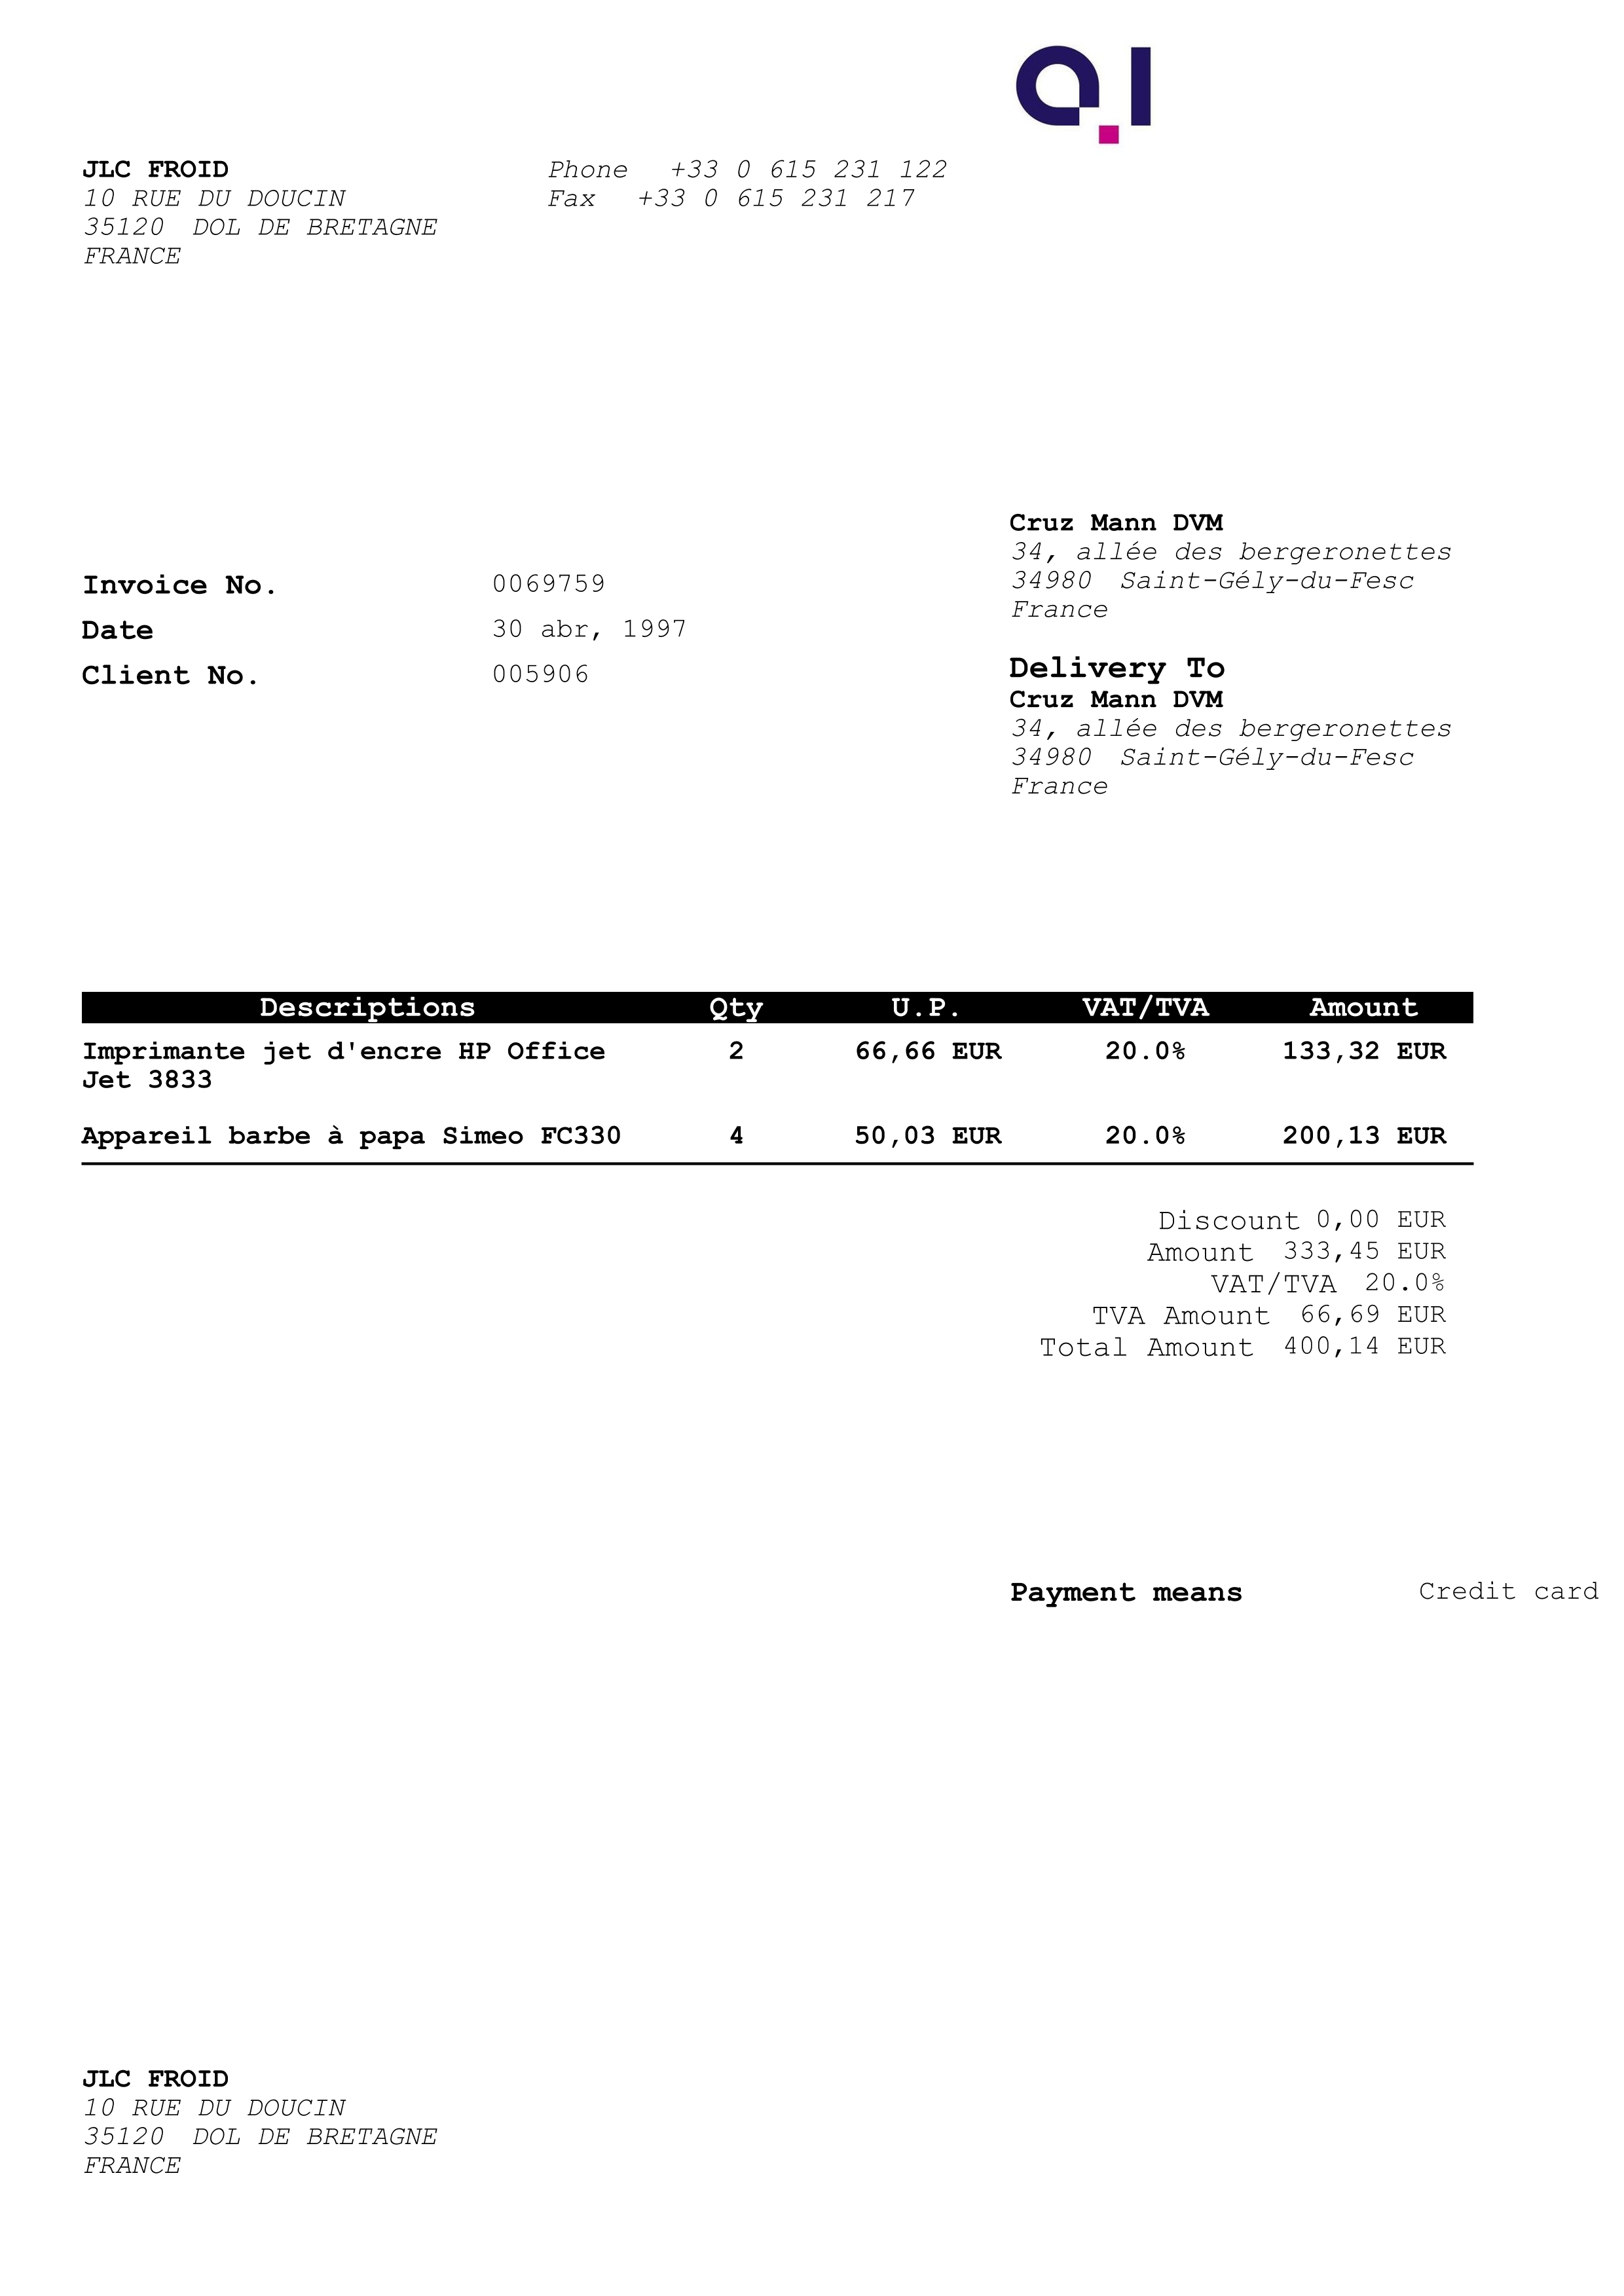 JLC FROID
10 RUE DU DOUCIN
35120 DOL DE BRETAGNE
FRANCE
Phone +33 0 615 231 122
Fax +33 0 615 231 217
Cruz Mann DVM
34, allée des bergeronettes
34980 Saint-Gély-du-Fesc
France
Invoice No. 0069759
Date 30 abr, 1997
Client No. 005906
Delivery To
Cruz Mann DVM
34, allée des bergeronettes
34980 Saint-Gély-du-Fesc
France
Descriptions Qty U.P. VAT/TVA Amount
Imprimante jet d'encre HP Office 2 66,66 EUR 20.0% 133,32 EUR
Jet 3833
Appareil barbe à papa Simeo FC330 4 50,03 EUR 20.0% 200,13 EUR
Discount 0,00 EUR
Amount 333,45 EUR
VAT/TVA 20.0%
TVA Amount 66,69 EUR
Total Amount 400,14 EUR
Payment means Credit card
JLC FROID
10 RUE DU DOUCIN
35120 DOL DE BRETAGNE
FRANCE